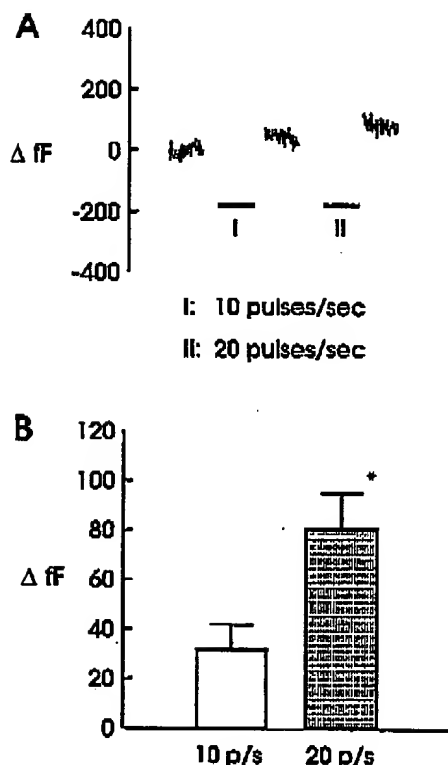 A
400
200
Δ fF 0
-200
-400
I II
I: 10 pulses/sec
II: 20 pulses/sec
B
120
100
*
80
Δ fF 60
40
20
0
10 p/s 20 p/s